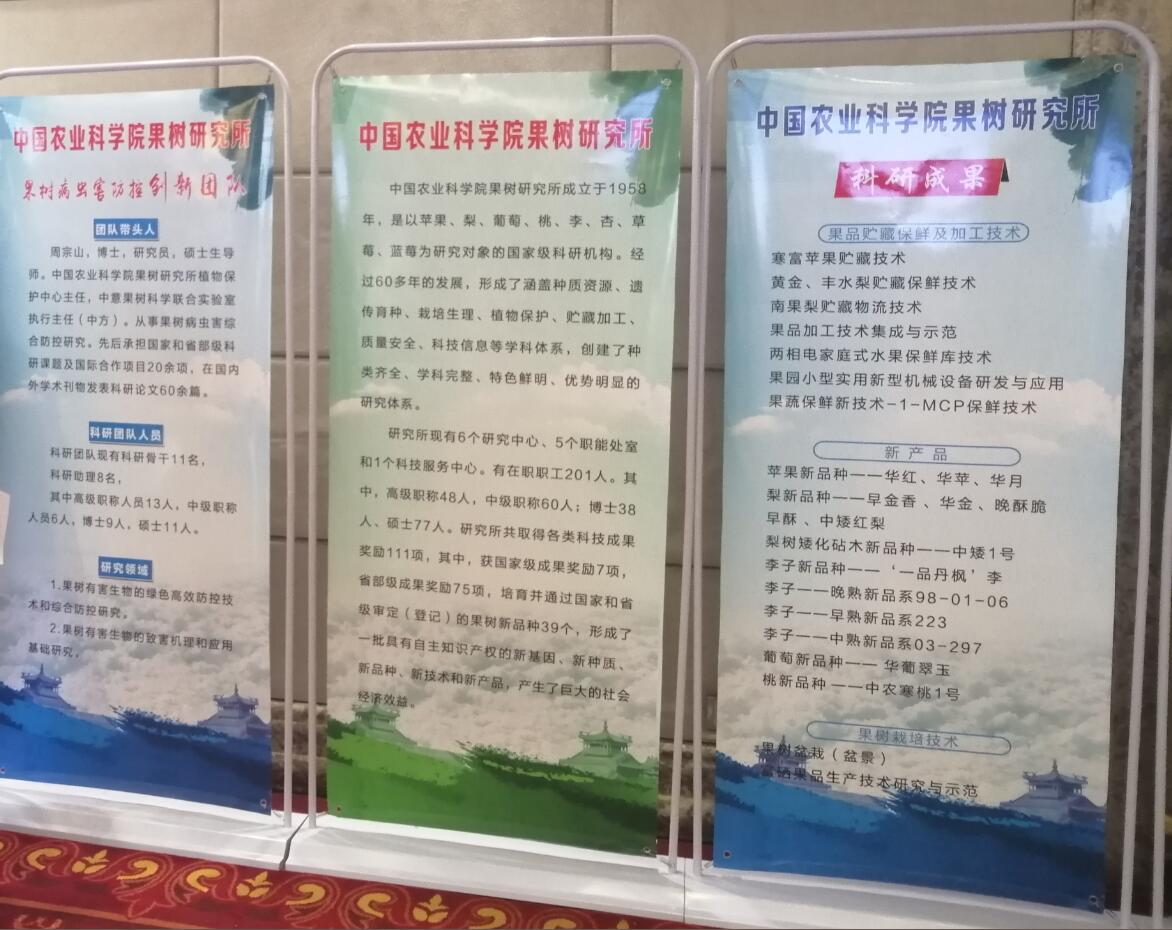 中国农业科学院果树研究所
果树病虫害防控创新团队
团队带头人
周宗山，博士，研究员，硕士生导
师。中国农业科学院果树研究所植物保
护中心主任，中意果树科学联合实验室
执行主任（中方）。从事果树病虫害综
合防控研究。先后承担国家和省部级科
研课题及国际合作项目20余项，在国内
外学术刊物发表科研论文60余篇。
科研团队人员
科研团队现有科研骨干11名，
科研助理8名，
其中高级职称人员13人，中级职称
人员6人，博士9人，硕士11人。
研究领域
1.果树有害生物的绿色高效防控技
术和综合防控研究。
2.果树有害生物的致害机理和应用
基础研究。
中国农业科学院果树研究所
中国农业科学院果树研究所成立于1958
年，是以苹果、梨、葡萄、桃、李、杏、草
莓、蓝莓为研究对象的国家级科研机构。经
过60多年的发展，形成了涵盖种质资源、遗
传育种、栽培生理、植物保护、贮藏加工、
质量安全、科技信息等学科体系，创建了种
类齐全、学科完整、特色鲜明、优势明显的
研究体系。
研究所现有6个研究中心、5个职能处室
和1个科技服务中心。有在职职工201人。其
中，高级职称48人，中级职称60人；博士38
人、硕士77人。研究所共取得各类科技成果
奖励111项，其中，获国家级成果奖励7项，
省部级成果奖励75项，培育并通过国家和省
级审定（登记）的果树新品种39个，形成了
一批具有自主知识产权的新基因、新种质、
新品种、新技术和新产品，产生了巨大的社会
经济效益。
中国农业科学院果树研究所
科研成果
果品贮藏保鲜及加工技术
寒富苹果贮藏技术
黄金、丰水梨贮藏保鲜技术
南果梨贮藏物流技术
果品加工技术集成与示范
两相电家庭式水果保鲜库技术
果园小型实用新型机械设备研发与应用
果蔬保鲜新技术-1-MCP保鲜技术
新产品
苹果新品种——华红、华苹、华月
梨新品种——早金香、华金、晚酥脆
早酥、中矮红梨
梨树矮化砧木新品种——中矮1号
李子新品种——‘一品丹枫’李
李子——晚熟新品系98-01-06
李子——早熟新品系223
李子——中熟新品系03-297
葡萄新品种——华葡翠玉
桃新品种——中农寒桃1号
果树栽培技术
果树盆栽（盆景）
富硒果品生产技术研究与示范